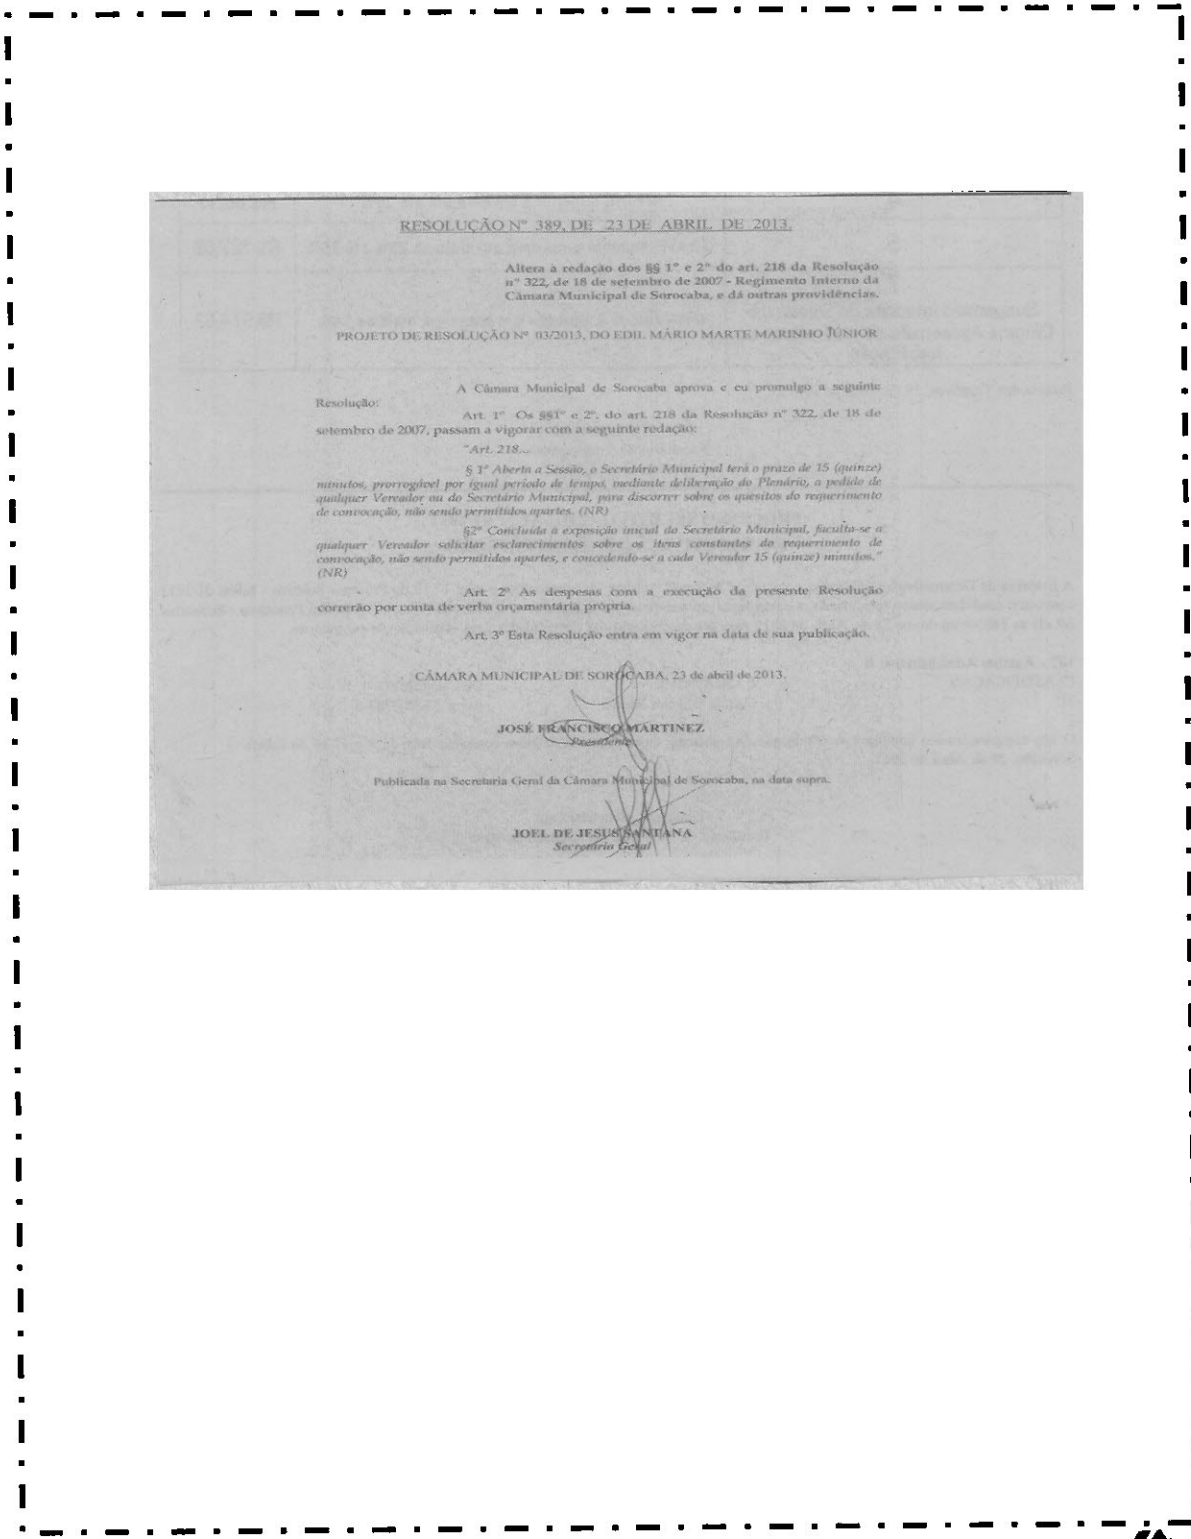 RESOLUÇÃO Nº 389, DE 23 DE ABRIL DE 2013.
Altera à redação dos §§ 1º e 2º do art. 218 da Resolução
nº 322, de 18 de setembro de 2007 - Regimento Interno da
Câmara Municipal de Sorocaba, e dá outras providências.
PROJETO DE RESOLUÇÃO Nº 03/2013, DO EDIL MÁRIO MARTE MARINHO JÚNIOR
A Câmara Municipal de Sorocaba aprova e eu promulgo a seguinte
Resolução:
Art. 1º Os §§1º e 2º, do art. 218 da Resolução nº 322, de 18 de
setembro de 2007, passam a vigorar com a seguinte redação:
"Art. 218...
§ 1º Aberta a Sessão, o Secretário Municipal terá o prazo de 15 (quinze)
minutos, prorrogável por igual período de tempo, mediante deliberação do Plenário, a pedido de
qualquer Vereador ou do Secretário Municipal, para discorrer sobre os quesitos do requerimento
de convocação, não sendo permitidos apartes. (NR)
§2º Concluída a exposição inicial do Secretário Municipal, faculta-se a
qualquer Vereador solicitar esclarecimentos sobre os itens constantes do requerimento de
convocação, não sendo permitidos apartes, e concedendo-se a cada Vereador 15 (quinze) minutos."
(NR)
Art. 2º As despesas com a execução da presente Resolução
correrão por conta de verba orçamentária própria.
Art. 3º Esta Resolução entra em vigor na data de sua publicação.
CÂMARA MUNICIPAL DE SOROCABA, 23 de abril de 2013.
JOSÉ FRANCISCO MARTINEZ
Presidente
Publicada na Secretaria Geral da Câmara Municipal de Sorocaba, na data supra.
JOEL DE JESUS SANTANA
Secretário Geral